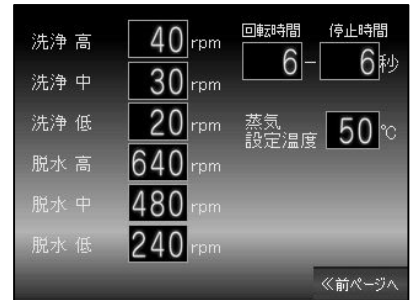 洗浄 高 40 rpm
洗浄 中 30 rpm
洗浄 低 20 rpm
脱水 高 640 rpm
脱水 中 480 rpm
脱水 低 240 rpm
回転時間 停止時間
6 - 6 秒
蒸気
設定温度 50 ℃
≪前ページへ